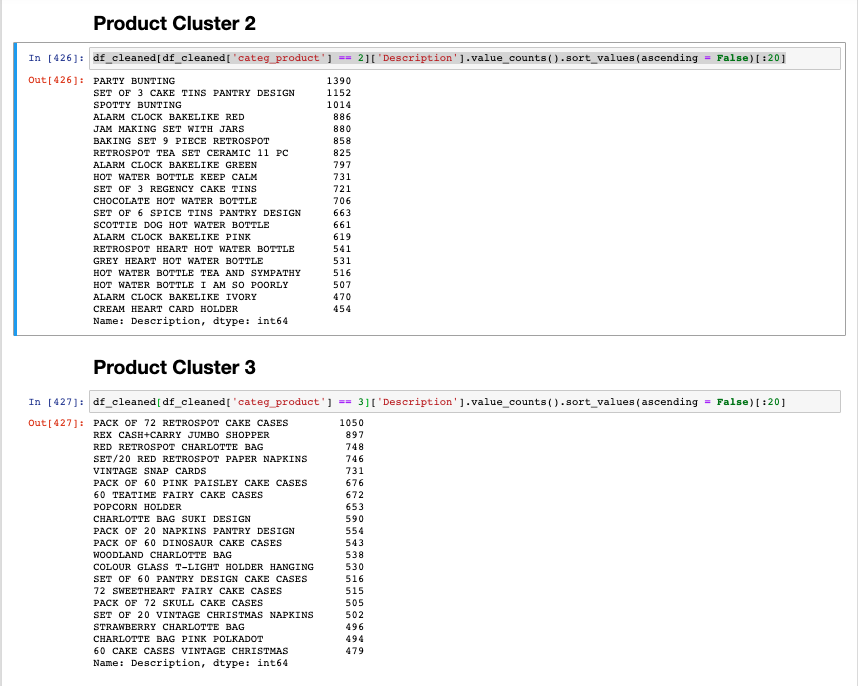 Product Cluster 2
In [426]: df_cleaned[df_cleaned['categ_product'] == 2]['Description'].value_counts().sort_values(ascending = False)[:20]
Out[426]: PARTY BUNTING 1390
SET OF 3 CAKE TINS PANTRY DESIGN 1152
SPOTTY BUNTING 1014
ALARM CLOCK BAKELIKE RED 886
JAM MAKING SET WITH JARS 880
BAKING SET 9 PIECE RETROSPOT 858
RETROSPOT TEA SET CERAMIC 11 PC 825
ALARM CLOCK BAKELIKE GREEN 797
HOT WATER BOTTLE KEEP CALM 731
SET OF 3 REGENCY CAKE TINS 721
CHOCOLATE HOT WATER BOTTLE 706
SET OF 6 SPICE TINS PANTRY DESIGN 663
SCOTTIE DOG HOT WATER BOTTLE 661
ALARM CLOCK BAKELIKE PINK 619
RETROSPOT HEART HOT WATER BOTTLE 541
GREY HEART HOT WATER BOTTLE 531
HOT WATER BOTTLE TEA AND SYMPATHY 516
HOT WATER BOTTLE I AM SO POORLY 507
ALARM CLOCK BAKELIKE IVORY 470
CREAM HEART CARD HOLDER 454
Name: Description, dtype: int64
Product Cluster 3
In [427]: df_cleaned[df_cleaned['categ_product'] == 3]['Description'].value_counts().sort_values(ascending = False)[:20]
Out[427]: PACK OF 72 RETROSPOT CAKE CASES 1050
REX CASH+CARRY JUMBO SHOPPER 897
RED RETROSPOT CHARLOTTE BAG 748
SET/20 RED RETROSPOT PAPER NAPKINS 746
VINTAGE SNAP CARDS 731
PACK OF 60 PINK PAISLEY CAKE CASES 676
60 TEATIME FAIRY CAKE CASES 672
POPCORN HOLDER 653
CHARLOTTE BAG SUKI DESIGN 590
PACK OF 20 NAPKINS PANTRY DESIGN 554
PACK OF 60 DINOSAUR CAKE CASES 543
WOODLAND CHARLOTTE BAG 538
COLOUR GLASS T-LIGHT HOLDER HANGING 530
SET OF 60 PANTRY DESIGN CAKE CASES 516
72 SWEETHEART FAIRY CAKE CASES 515
PACK OF 72 SKULL CAKE CASES 505
SET OF 20 VINTAGE CHRISTMAS NAPKINS 502
STRAWBERRY CHARLOTTE BAG 496
CHARLOTTE BAG PINK POLKADOT 494
60 CAKE CASES VINTAGE CHRISTMAS 479
Name: Description, dtype: int64